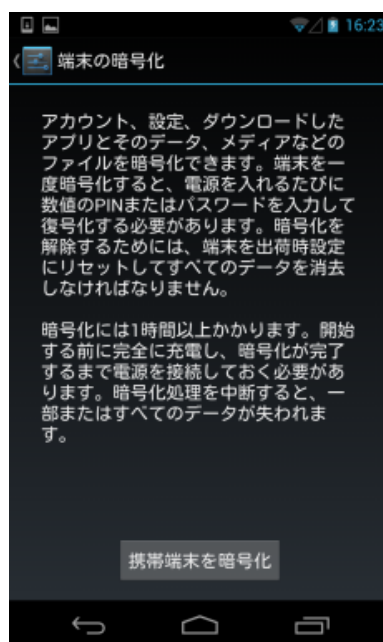 16:23
端末の暗号化
アカウント、設定、ダウンロードした
アプリとそのデータ、メディアなどの
ファイルを暗号化できます。端末を一
度暗号化すると、電源を入れるたびに
数値のPINまたはパスワードを入力して
復号化する必要があります。暗号化を
解除するためには、端末を出荷時設定
にリセットしてすべてのデータを消去
しなければなりません。
暗号化には1時間以上かかります。開始
する前に完全に充電し、暗号化が完了
するまで電源を接続しておく必要があ
ります。暗号化処理を中断すると、一
部またはすべてのデータが失われま
す。
携帯端末を暗号化